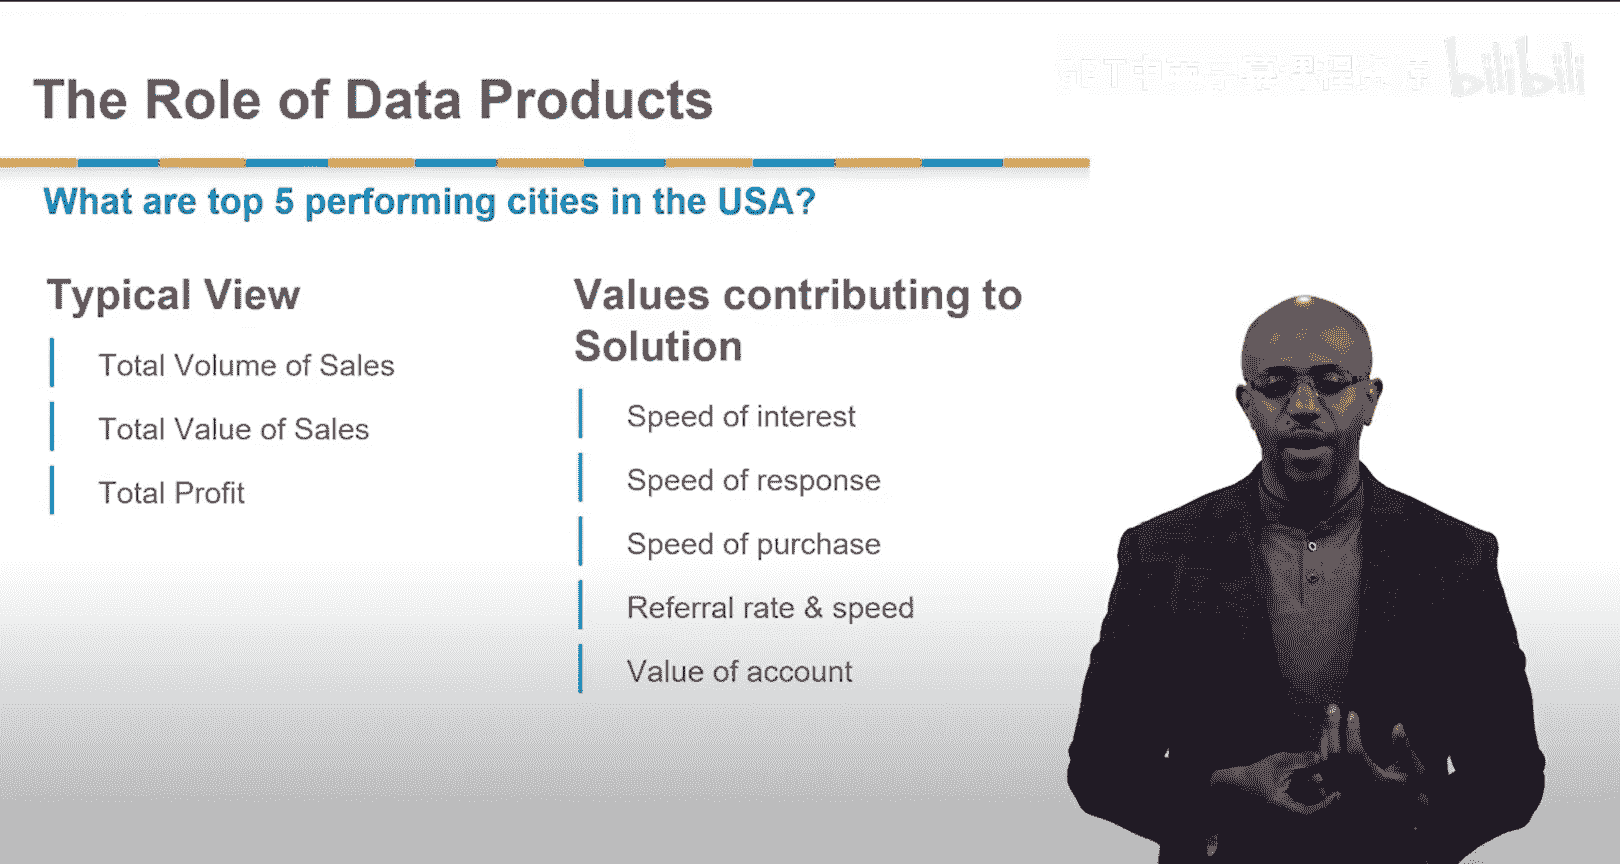 The Role of Data Products
What are top 5 performing cities in the USA?
Typical View
Total Volume of Sales
Total Value of Sales
Total Profit
Values contributing to
Solution
Speed of interest
Speed of response
Speed of purchase
Referral rate & speed
Value of account
bilibili